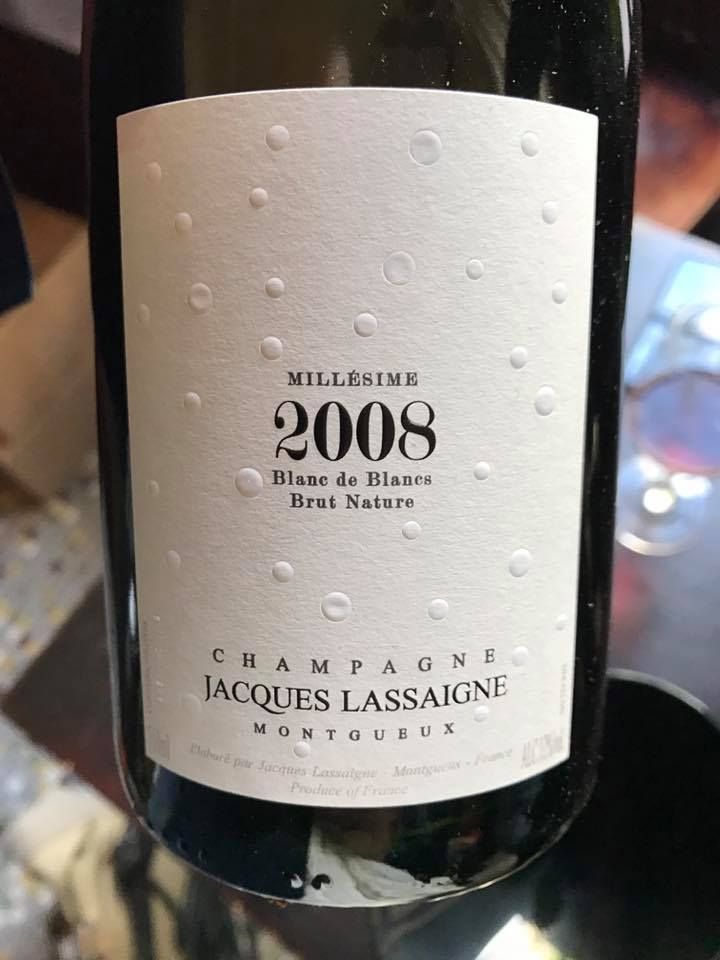 MILLÉSIME
2008
Blanc de Blancs
Brut Nature
CHAMPAGNE
JACQUES LASSAIGNE
MONTGUEUX
Elaboré par Jacques Lassaigne - Montgueux - France
Produce of France